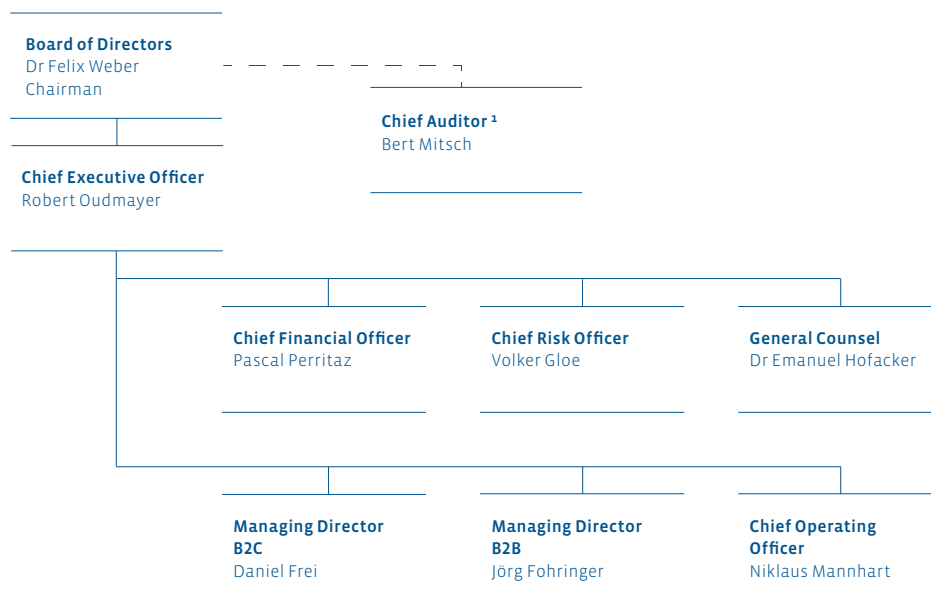 Board of Directors
Dr Felix Weber
Chairman
Chief Auditor ¹
Bert Mitsch
Chief Executive Officer
Robert Oudmayer
Chief Financial Officer
Pascal Perritaz
Chief Risk Officer
Volker Gloe
General Counsel
Dr Emanuel Hofacker
Managing Director
B2C
Daniel Frei
Managing Director
B2B
Jörg Fohringer
Chief Operating
Officer
Niklaus Mannhart